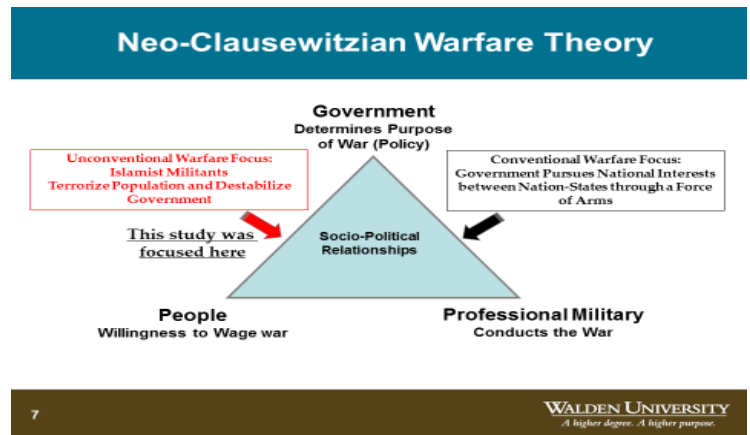 Neo-Clausewitzian Warfare Theory
Government
Determines Purpose
of War (Policy)
Unconventional Warfare Focus:
Islamist Militants
Terrorize Population and Destabilize
Government
Conventional Warfare Focus:
Government Pursues National Interests
between Nation-States through a Force
of Arms
This study was
focused here
Socio-Political
Relationships
People
Willingness to Wage war
Professional Military
Conducts the War
7
WALDEN UNIVERSITY
A higher degree. A higher purpose.